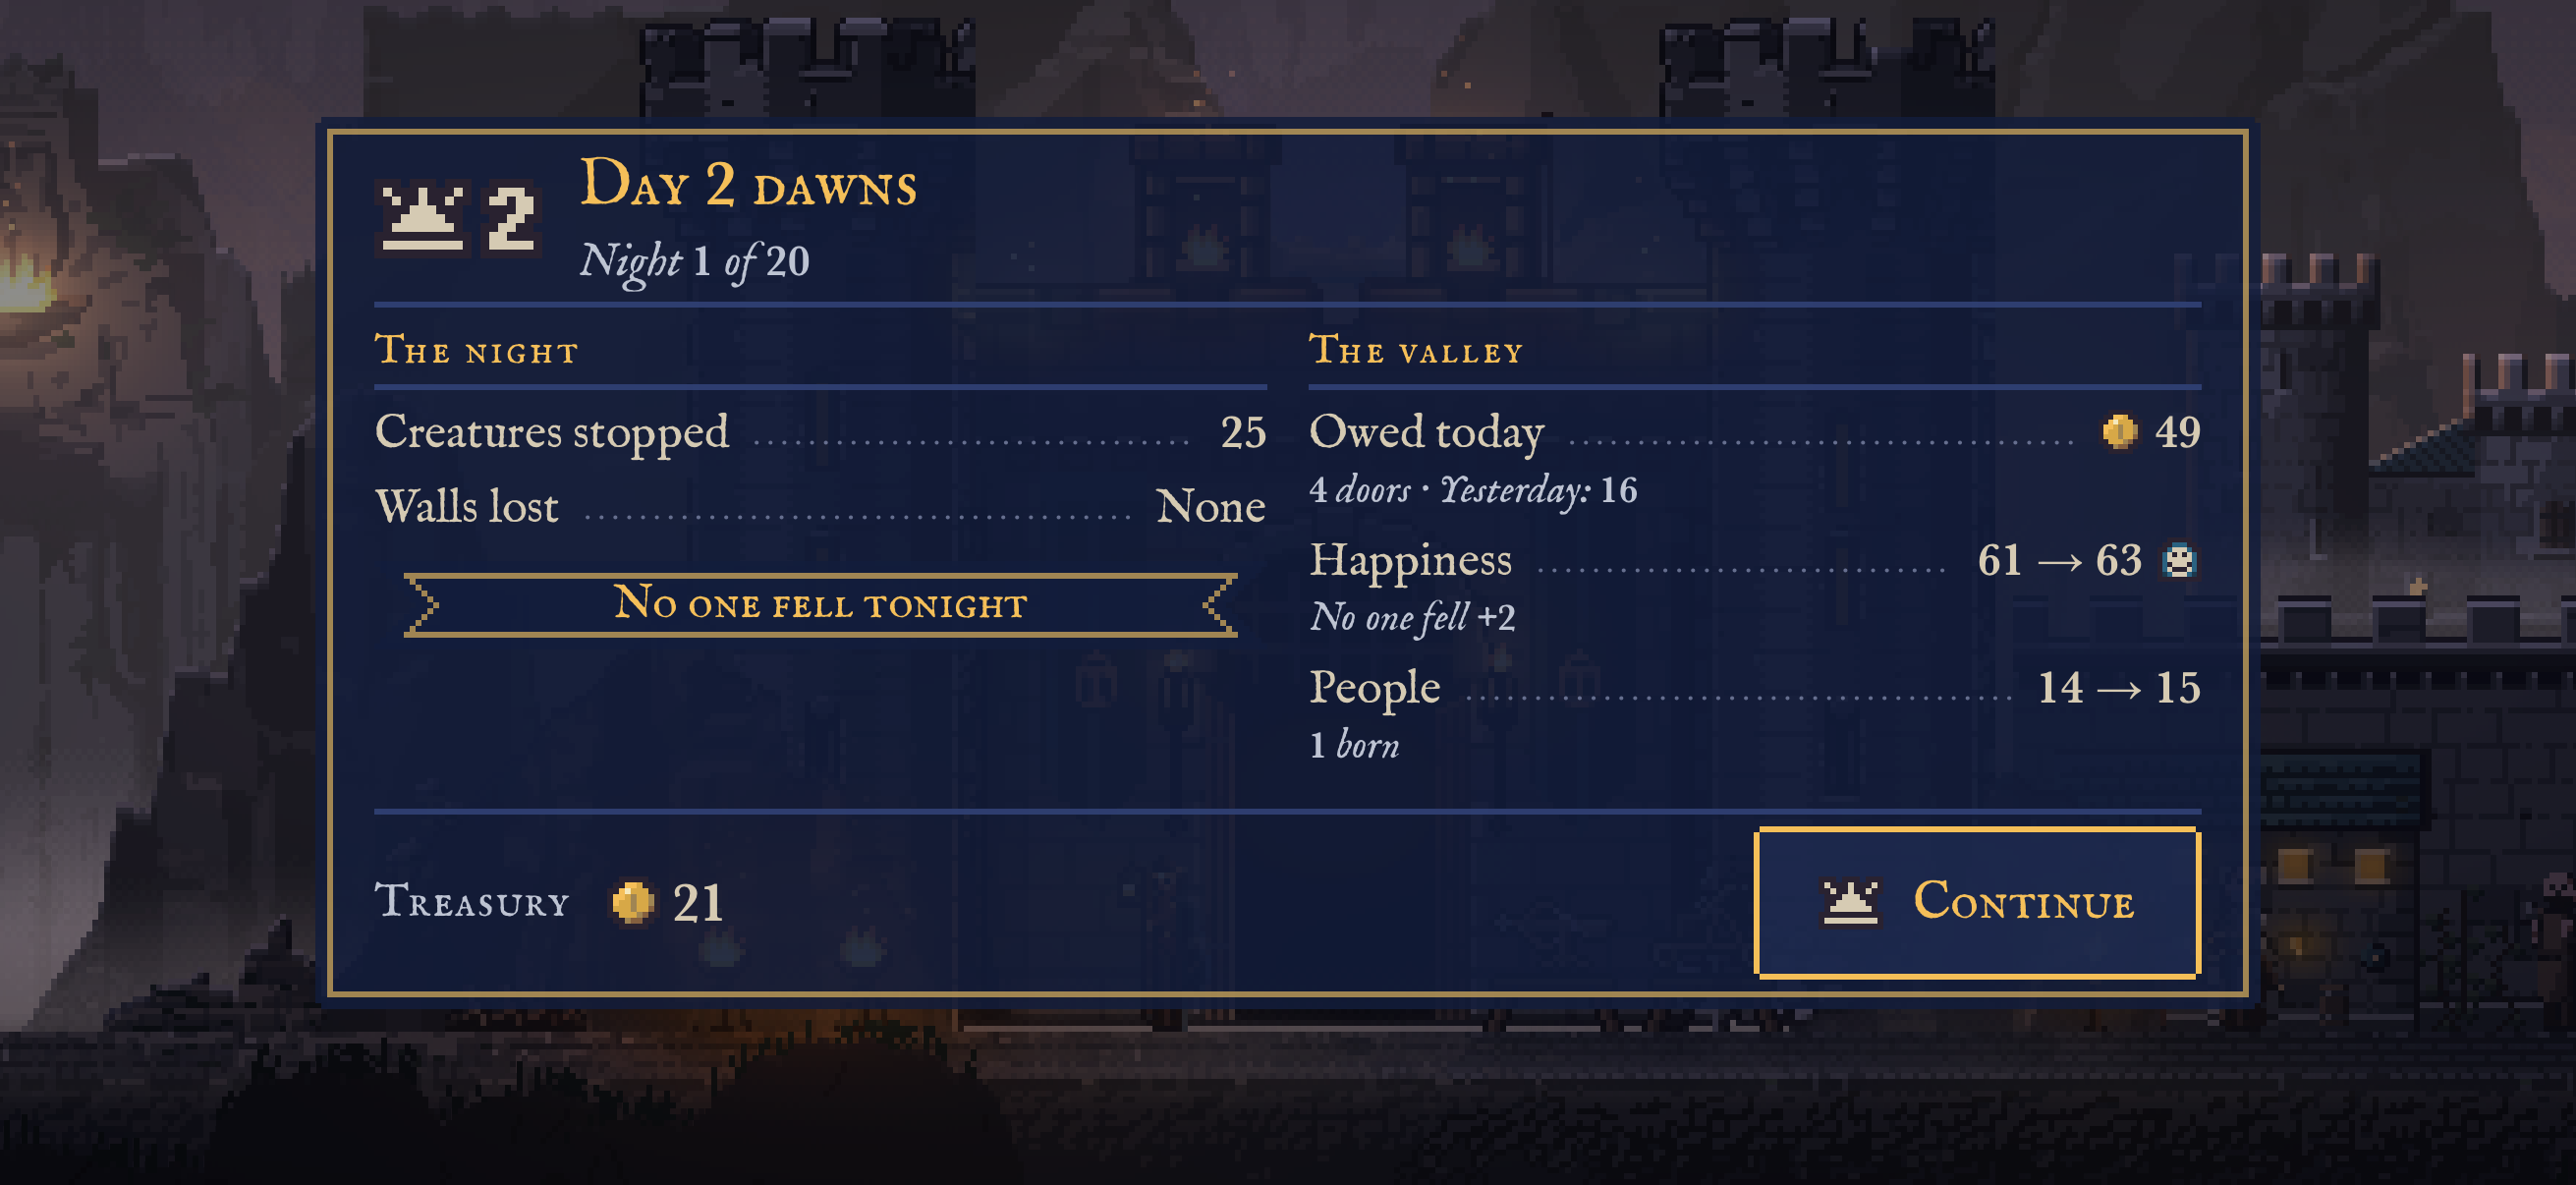 2
Day 2 dawns
Night 1 of 20
The night
Creatures stopped 25
Walls lost None
No one fell tonight
The valley
Owed today 49
4 doors · Yesterday: 16
Happiness 61 → 63
No one fell +2
People 14 → 15
1 born
Treasury 21
Continue